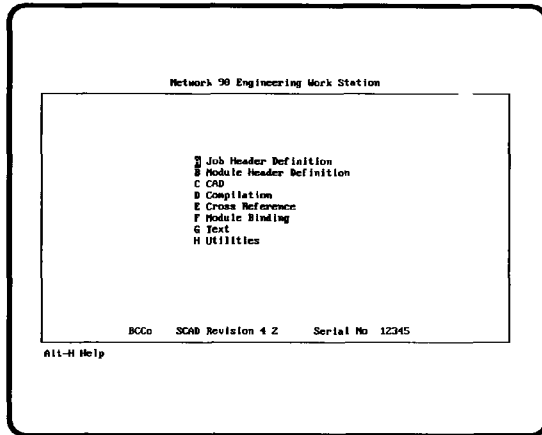 Network 90 Engineering Work Station
A Job Header Definition
B Module Header Definition
C CAD
D Compilation
E Cross Reference
F Module Binding
G Text
H Utilities
BCCo SCAD Revision 4 2 Serial No 12345
Alt-H Help